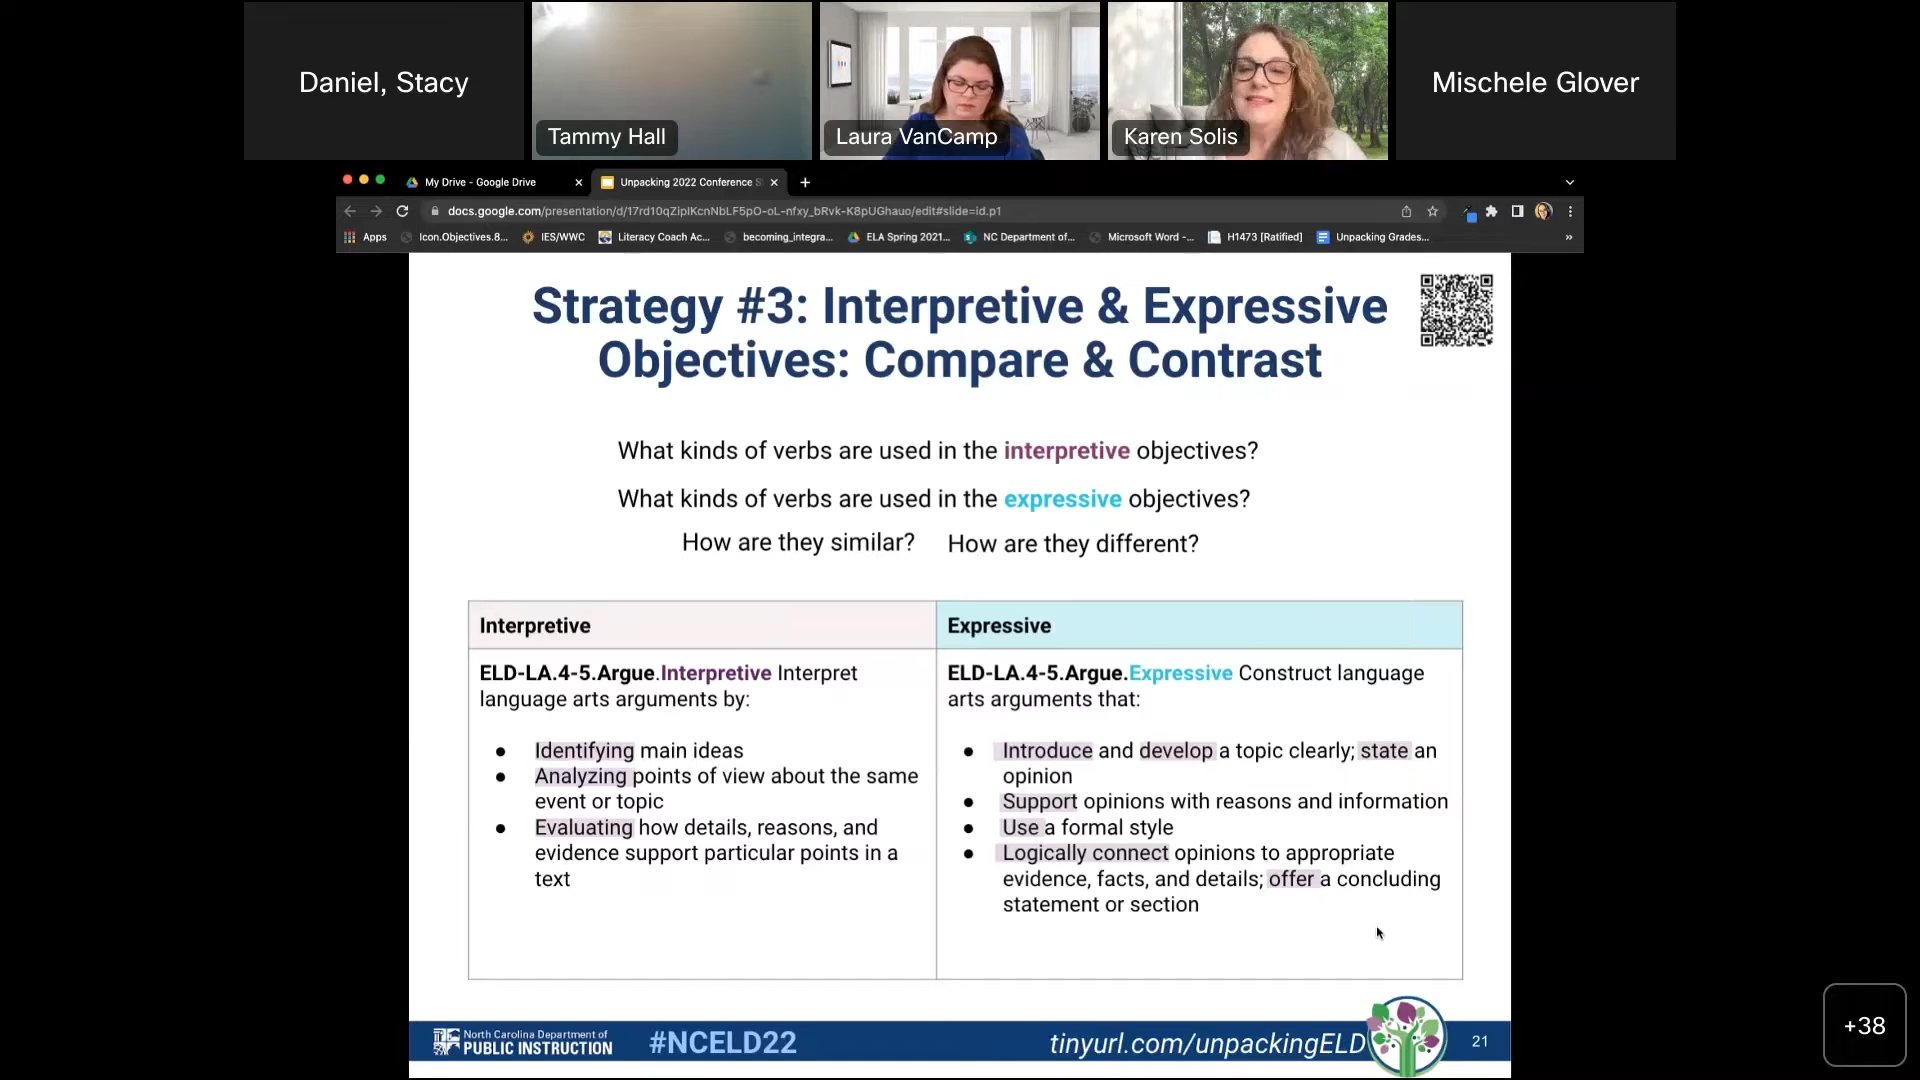 Daniel, Stacy
Tammy Hall
Laura VanCamp
Karen Solis
Mischele Glover
My Drive - Google Drive
Unpacking 2022 Conference S
docs.google.com/presentation/d/17rd10qZipIKcnNbLF5pO-oL-nfxy_bRvk-K8pUGhauo/edit#slide=id.p1
Apps Icon.Objectives.8... IES/WWC Literacy Coach Ac... becoming_integra... ELA Spring 2021... NC Department of... Microsoft Word -... H1473 [Ratified] Unpacking Grades... »
Strategy #3: Interpretive & Expressive
Objectives: Compare & Contrast
What kinds of verbs are used in the interpretive objectives?
What kinds of verbs are used in the expressive objectives?
How are they similar? How are they different?
Interpretive
ELD-LA.4-5.Argue.Interpretive Interpret
language arts arguments by:
● Identifying main ideas
● Analyzing points of view about the same
event or topic
● Evaluating how details, reasons, and
evidence support particular points in a
text
Expressive
ELD-LA.4-5.Argue.Expressive Construct language
arts arguments that:
● Introduce and develop a topic clearly; state an
opinion
● Support opinions with reasons and information
● Use a formal style
● Logically connect opinions to appropriate
evidence, facts, and details; offer a concluding
statement or section
North Carolina Department of
PUBLIC INSTRUCTION
#NCELD22
tinyurl.com/unpackingELD
21
+38